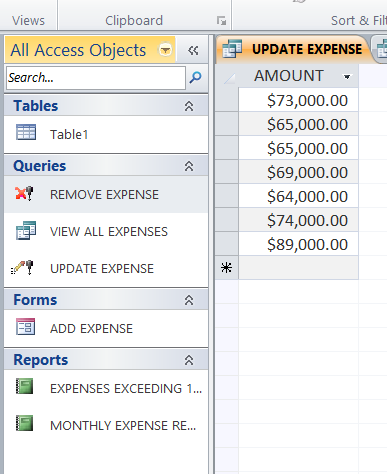 Views
Clipboard
Sort & Filt
All Access Objects
Search...
Tables
Table1
Queries
REMOVE EXPENSE
VIEW ALL EXPENSES
UPDATE EXPENSE
Forms
ADD EXPENSE
Reports
EXPENSES EXCEEDING 1...
MONTHLY EXPENSE RE...
UPDATE EXPENSE
AMOUNT
$73,000.00
$65,000.00
$65,000.00
$69,000.00
$64,000.00
$74,000.00
$89,000.00